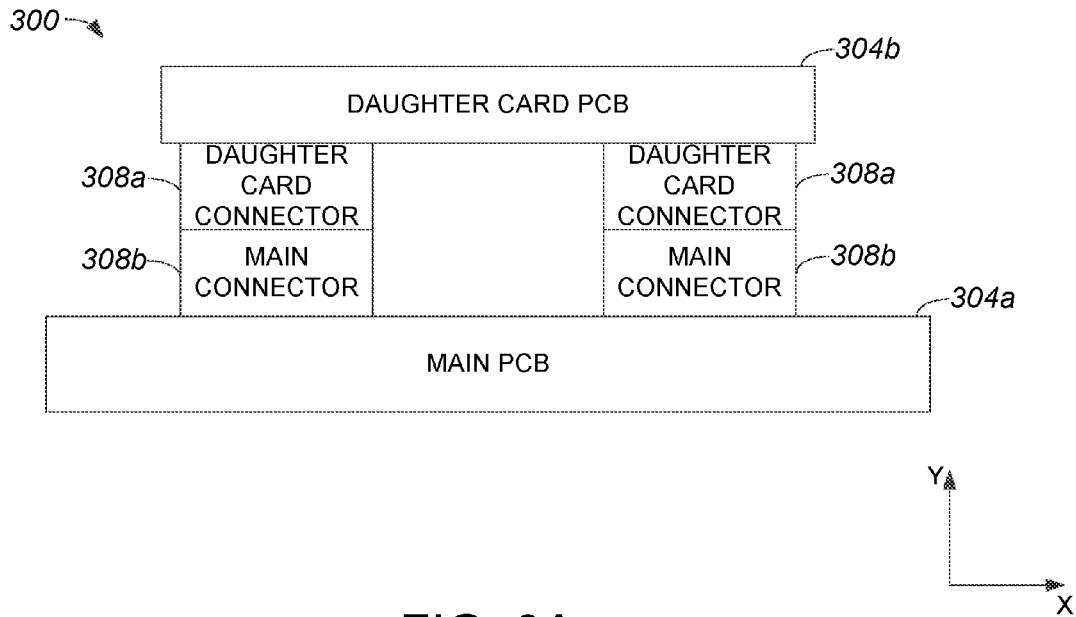 300
304b
DAUGHTER CARD PCB
DAUGHTER
CARD
CONNECTOR
308a
DAUGHTER
CARD
CONNECTOR
308a
MAIN
CONNECTOR
308b
MAIN
CONNECTOR
308b
304a
MAIN PCB
Y
X